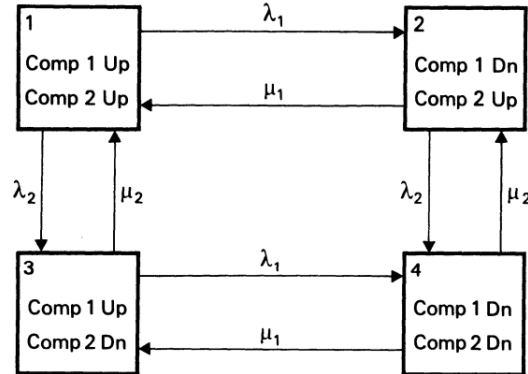 1
Comp 1 Up
Comp 2 Up
λ₁
2
Comp 1 Dn
Comp 2 Up
μ₁
λ₂
μ₂
λ₂
μ₂
3
Comp 1 Up
Comp 2 Dn
λ₁
4
Comp 1 Dn
Comp 2 Dn
μ₁